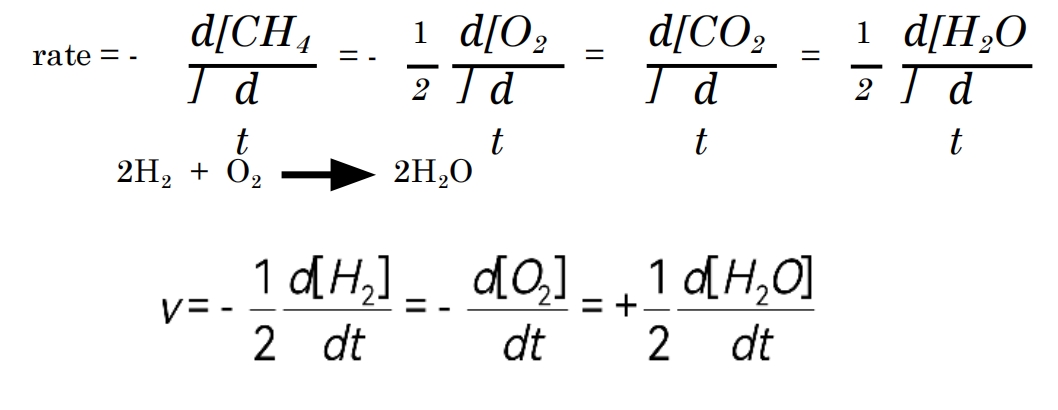 rate = - d[CH₄ = - 1 d[O₂ = d[CO₂ = 1 d[H₂O
] d 2 ] d ] d 2 ] d
t t t t
2H₂ + O₂ → 2H₂O
v = - 1 d[H₂] = - d[O₂] = + 1 d[H₂O]
2 dt dt 2 dt